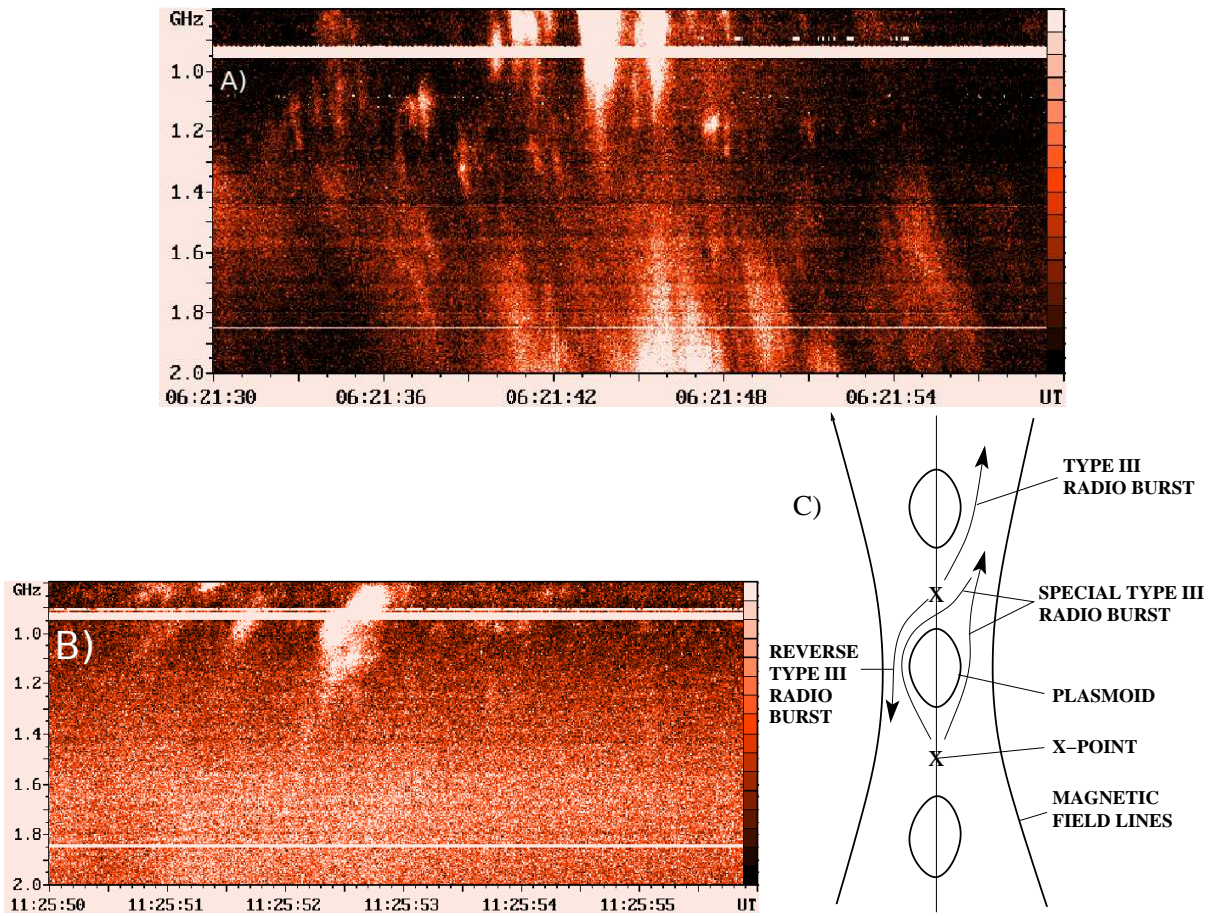 GHz
A)
1.0
1.2
1.4
1.6
1.8
2.0
06:21:30 06:21:36 06:21:42 06:21:48 06:21:54 UT
C)
TYPE III
RADIO BURST
X
SPECIAL TYPE III
RADIO BURST
REVERSE
TYPE III
RADIO
BURST
PLASMOID
X
X–POINT
MAGNETIC
FIELD LINES
GHz
B)
1.0
1.2
1.4
1.6
1.8
2.0
11:25:50 11:25:51 11:25:52 11:25:53 11:25:54 11:25:55 UT